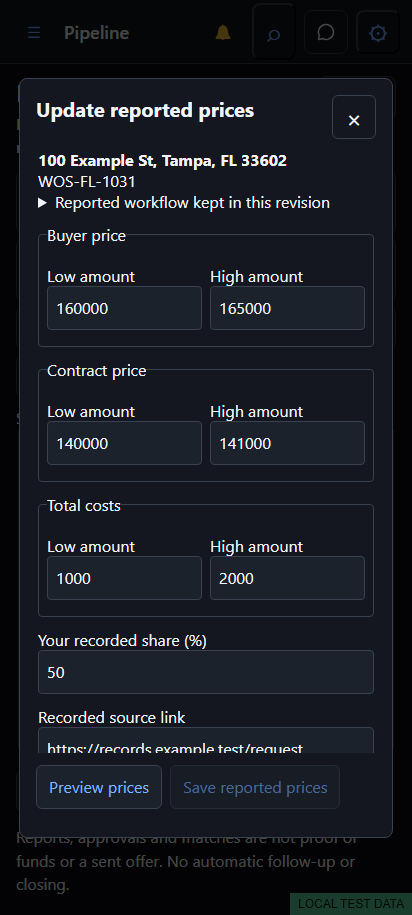 Pipeline
Update reported prices
100 Example St, Tampa, FL 33602
WOS-FL-1031
Reported workflow kept in this revision
Buyer price
Low amount High amount
160000 165000
Contract price
Low amount High amount
140000 141000
Total costs
Low amount High amount
1000 2000
Your recorded share (%)
50
Recorded source link
https://records.example.test/request
Preview prices Save reported prices
Reports, approvals and matches are not proof of
funds or a sent offer. No automatic follow-up or
closing.
LOCAL TEST DATA